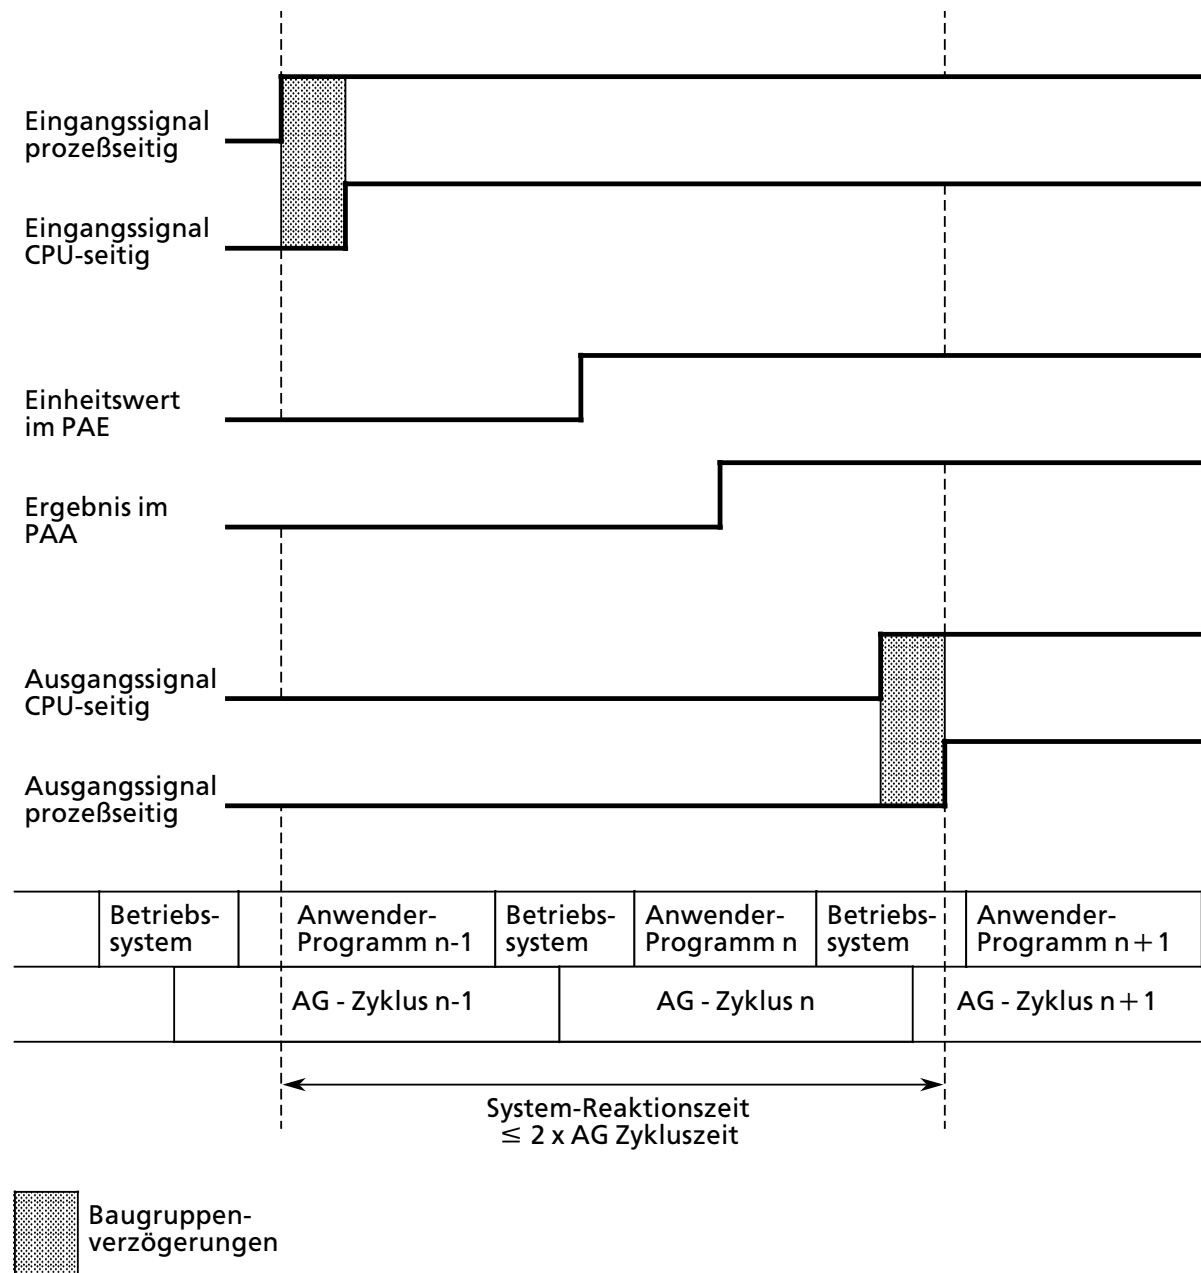 Eingangssignal
prozeßseitig
Eingangssignal
CPU-seitig
Einheitswert
im PAE
Ergebnis im
PAA
Ausgangssignal
CPU-seitig
Ausgangssignal
prozeßseitig
Betriebs-
system
Anwender-
Programm n-1
Betriebs-
system
Anwender-
Programm n
Betriebs-
system
Anwender-
Programm n+1
AG - Zyklus n-1
AG - Zyklus n
AG - Zyklus n+1
System-Reaktionszeit
≤ 2 x AG Zykluszeit
Baugruppen-
verzögerungen